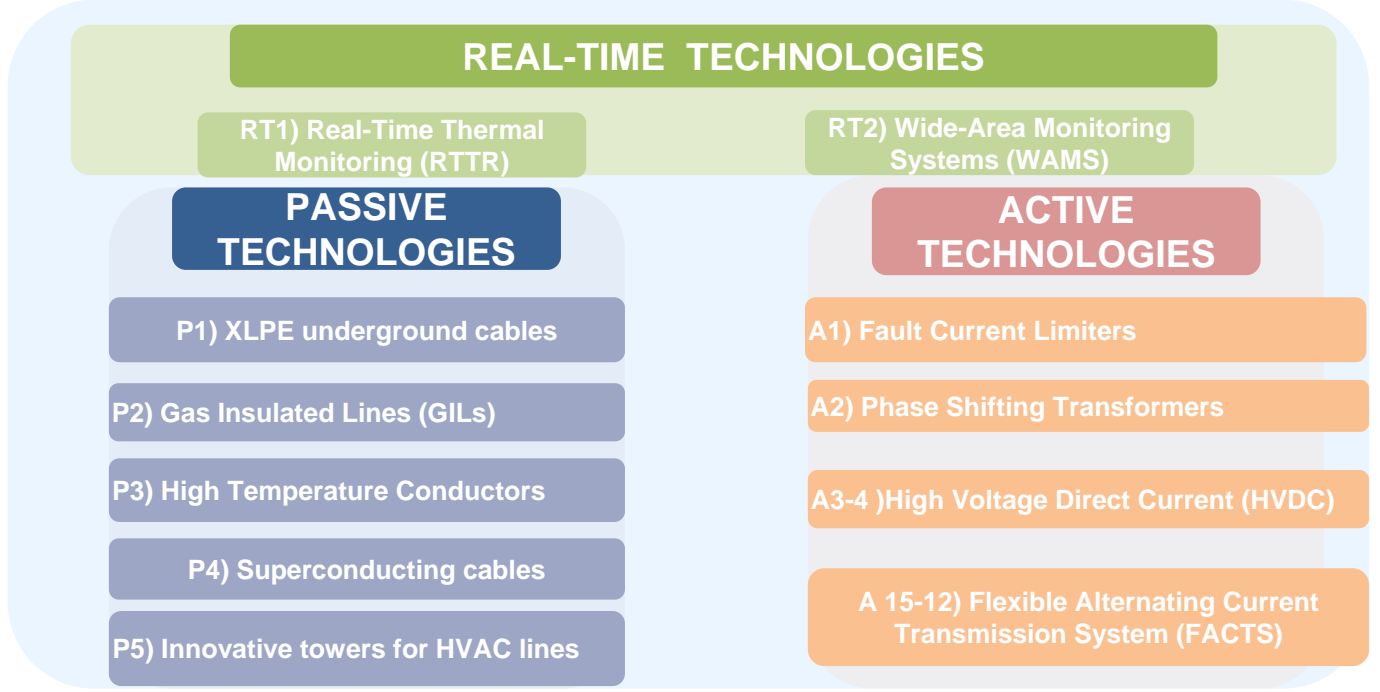 REAL-TIME TECHNOLOGIES
RT1) Real-Time Thermal
Monitoring (RTTR)
RT2) Wide-Area Monitoring
Systems (WAMS)
PASSIVE
TECHNOLOGIES
P1) XLPE underground cables
P2) Gas Insulated Lines (GILs)
P3) High Temperature Conductors
P4) Superconducting cables
P5) Innovative towers for HVAC lines
ACTIVE
TECHNOLOGIES
A1) Fault Current Limiters
A2) Phase Shifting Transformers
A3-4 )High Voltage Direct Current (HVDC)
A 15-12) Flexible Alternating Current
Transmission System (FACTS)